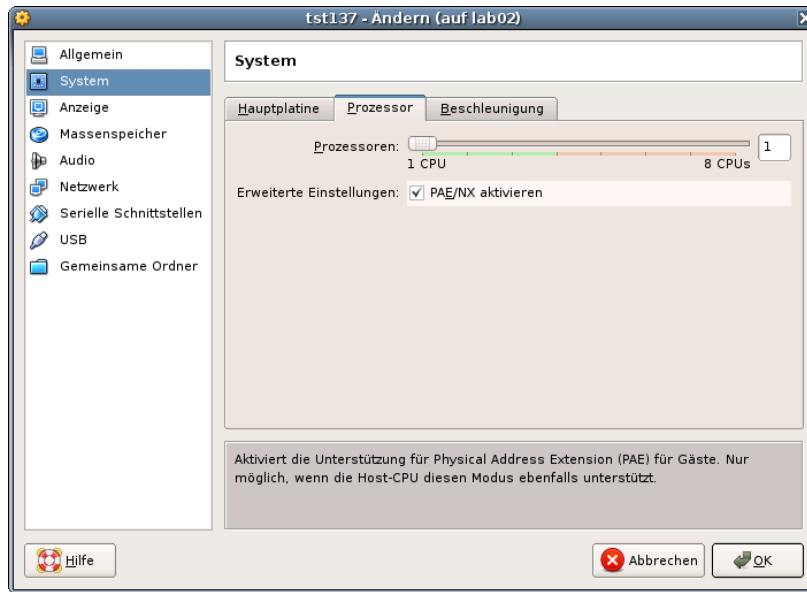 tst137 - Ändern (auf lab02)
Allgemein
System
Anzeige
Massenspeicher
Audio
Netzwerk
Serielle Schnittstellen
USB
Gemeinsame Ordner
System
Hauptplatine Prozessor Beschleunigung
Prozessoren: 1
1 CPU 8 CPUs
Erweiterte Einstellungen: PAE/NX aktivieren
Aktiviert die Unterstützung für Physical Address Extension (PAE) für Gäste. Nur
möglich, wenn die Host-CPU diesen Modus ebenfalls unterstützt.
Hilfe Abbrechen OK